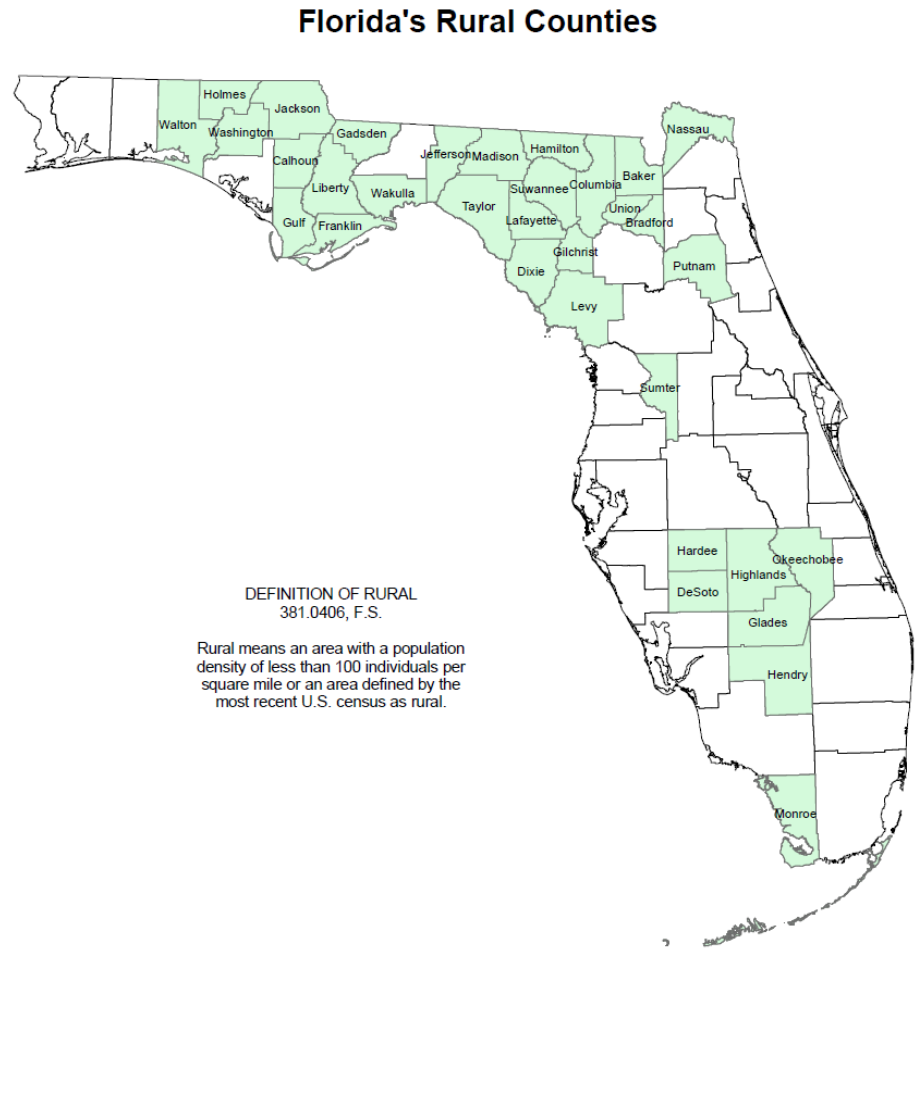 Florida's Rural Counties
Holmes
Jackson
Walton
Washington
Gadsden
Nassau
Calhoun
Jefferson
Madison
Hamilton
Liberty
Wakulla
Suwannee
Columbia
Baker
Taylor
Union
Gulf
Franklin
Lafayette
Bradford
Gilchrist
Dixie
Putnam
Levy
Sumter
Hardee
Okeechobee
Highlands
DeSoto
Glades
Hendry
Monroe
DEFINITION OF RURAL
381.0406, F.S.
Rural means an area with a population
density of less than 100 individuals per
square mile or an area defined by the
most recent U.S. census as rural.